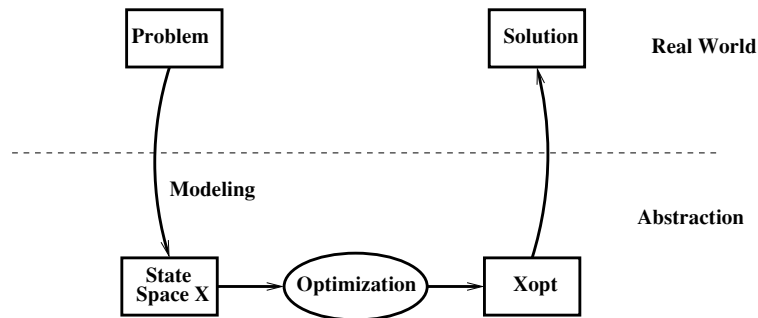 Problem
Solution
Real World
Modeling
Abstraction
State
Space X
Optimization
Xopt